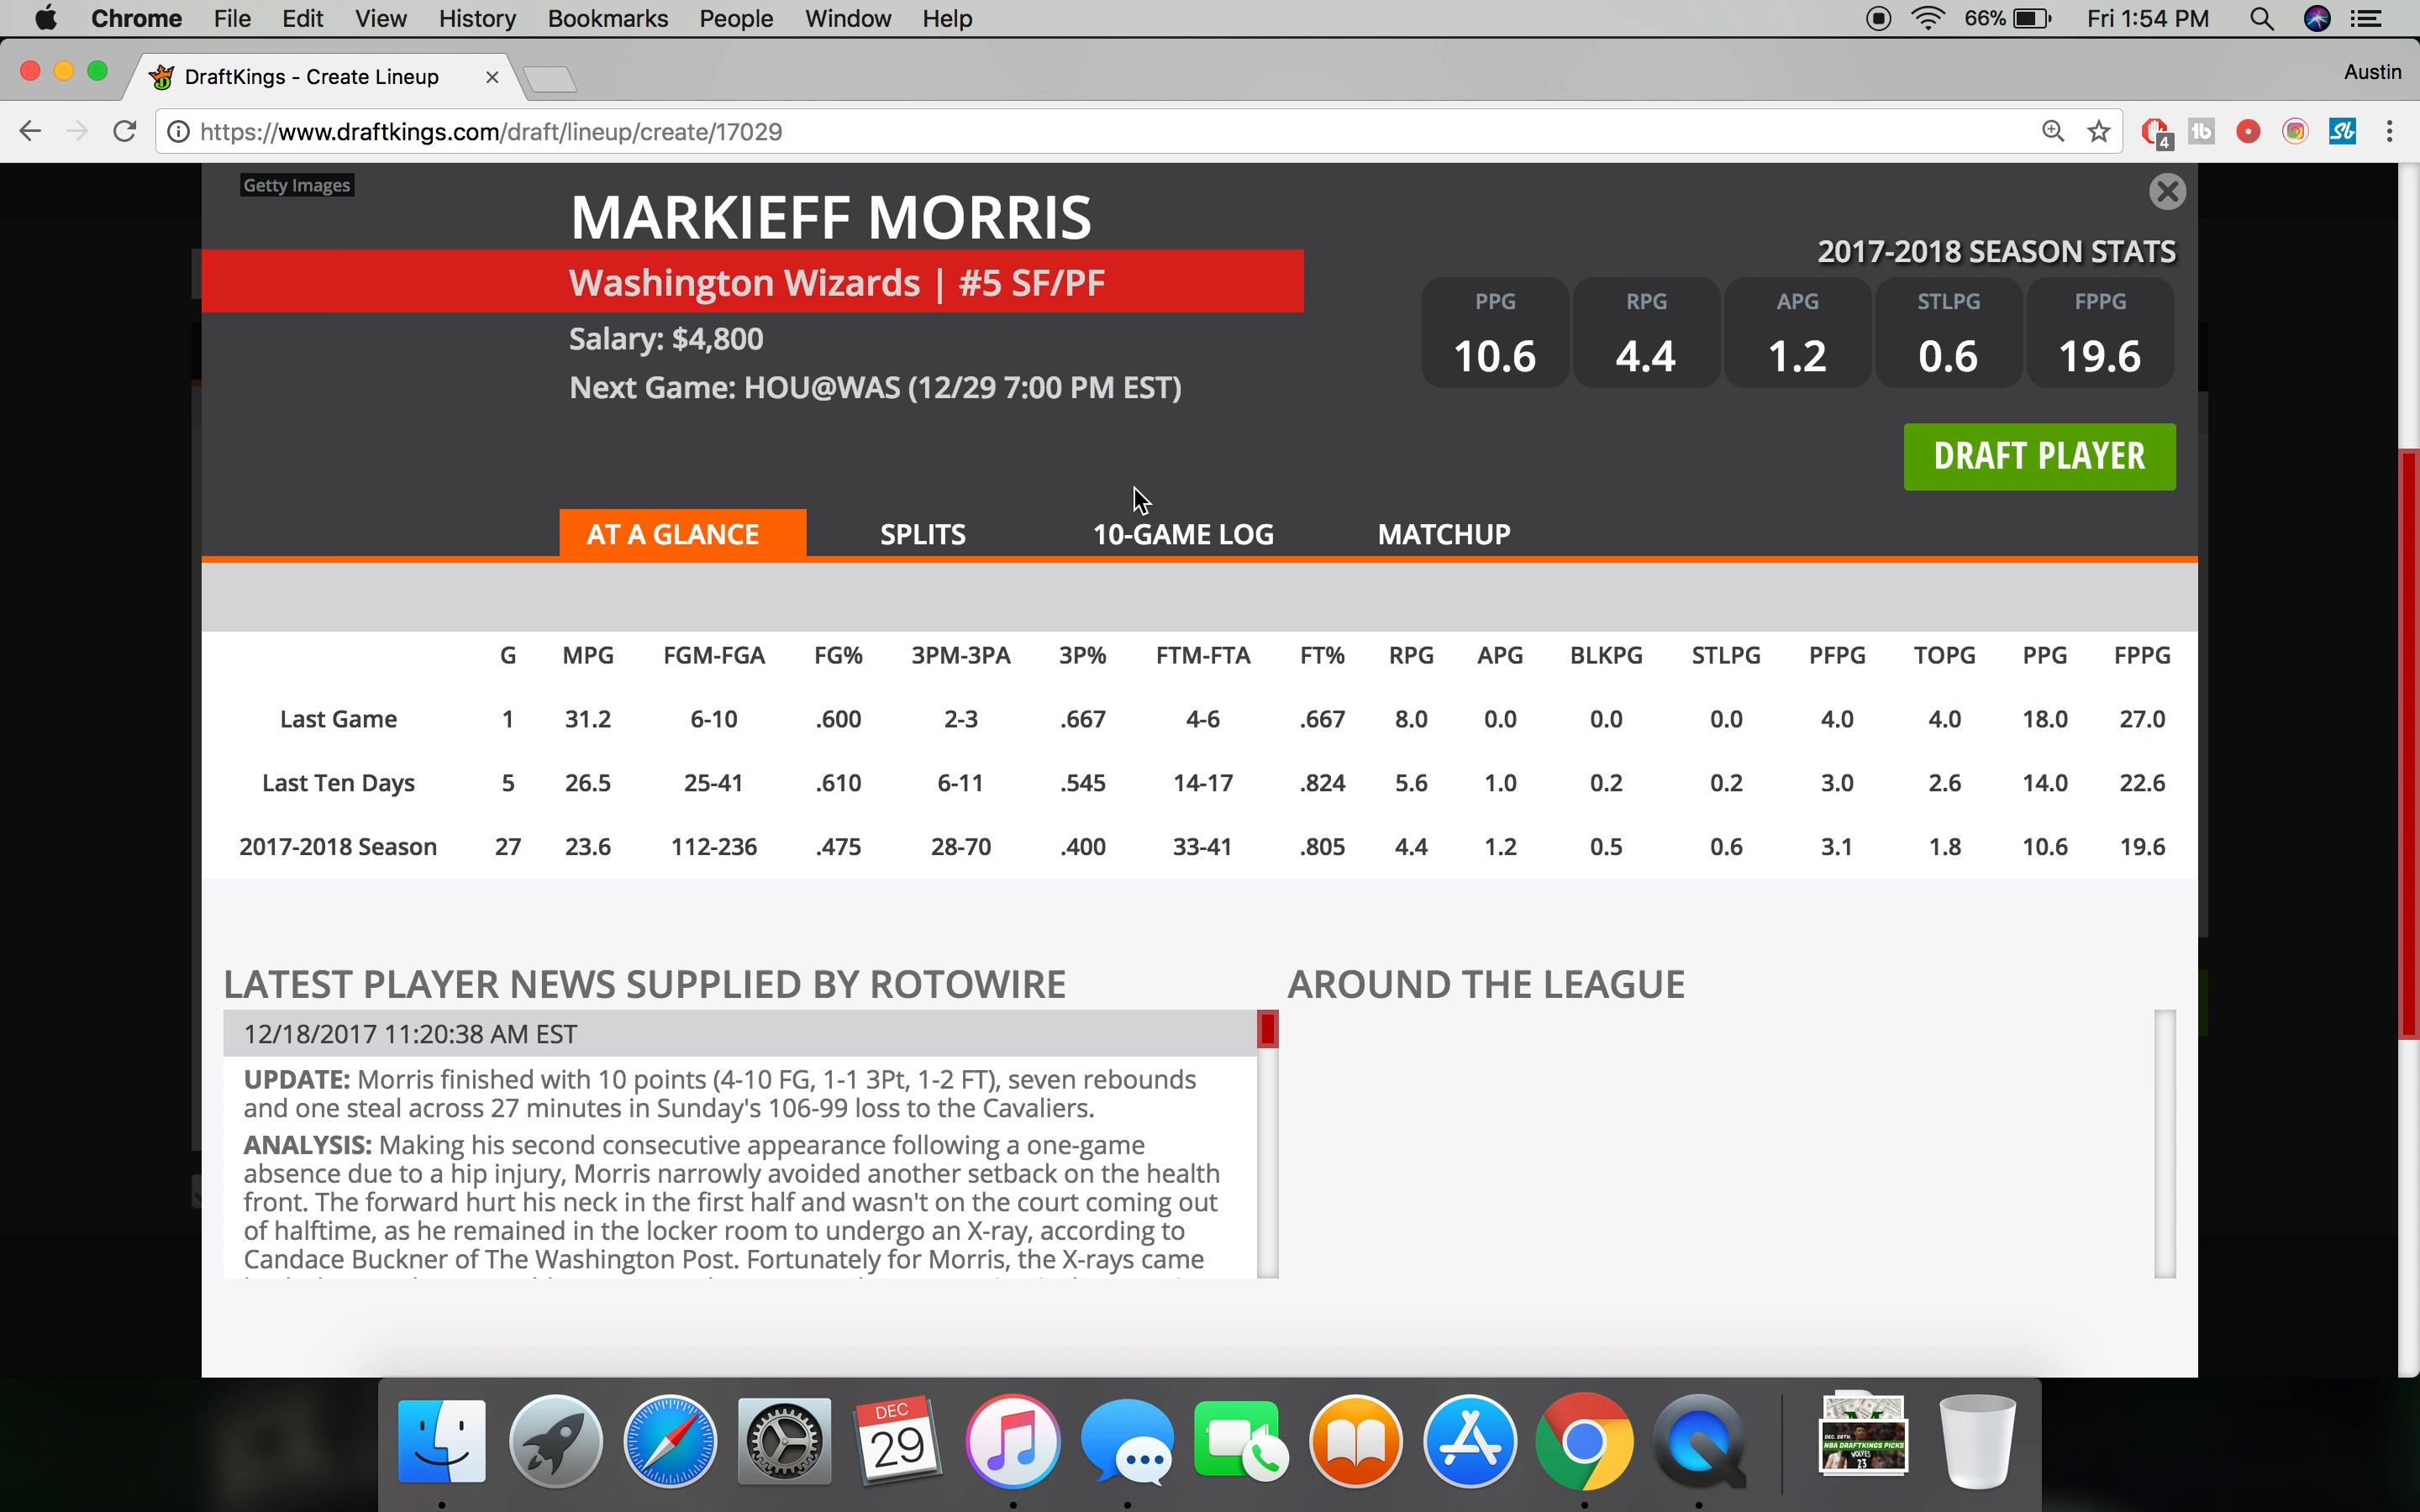 Chrome File Edit View History Bookmarks People Window Help 66% Fri 1:54 PM
DraftKings - Create Lineup Austin
https://www.draftkings.com/draft/lineup/create/17029 4
Getty Images
MARKIEFF MORRIS
Washington Wizards | #5 SF/PF
Salary: $4,800
Next Game: HOU@WAS (12/29 7:00 PM EST)
2017-2018 SEASON STATS
PPG RPG APG STLPG FPPG
10.6 4.4 1.2 0.6 19.6
DRAFT PLAYER
AT A GLANCE SPLITS 10-GAME LOG MATCHUP
G MPG FGM-FGA FG% 3PM-3PA 3P% FTM-FTA FT% RPG APG BLKPG STLPG PFPG TOPG PPG FPPG
Last Game 1 31.2 6-10 .600 2-3 .667 4-6 .667 8.0 0.0 0.0 0.0 4.0 4.0 18.0 27.0
Last Ten Days 5 26.5 25-41 .610 6-11 .545 14-17 .824 5.6 1.0 0.2 0.2 3.0 2.6 14.0 22.6
2017-2018 Season 27 23.6 112-236 .475 28-70 .400 33-41 .805 4.4 1.2 0.5 0.6 3.1 1.8 10.6 19.6
LATEST PLAYER NEWS SUPPLIED BY ROTOWIRE
AROUND THE LEAGUE
12/18/2017 11:20:38 AM EST
UPDATE: Morris finished with 10 points (4-10 FG, 1-1 3Pt, 1-2 FT), seven rebounds
and one steal across 27 minutes in Sunday's 106-99 loss to the Cavaliers.
ANALYSIS: Making his second consecutive appearance following a one-game
absence due to a hip injury, Morris narrowly avoided another setback on the health
front. The forward hurt his neck in the first half and wasn't on the court coming out
of halftime, as he remained in the locker room to undergo an X-ray, according to
Candace Buckner of The Washington Post. Fortunately for Morris, the X-rays came
DEC
29
DEC. 28TH
NBA DRAFTKINGS PICKS
WOLVES
23